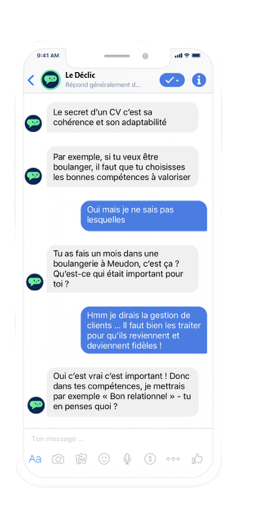 9:41 AM
Le Déclic
Répond généralement d...
Le secret d'un CV c'est sa
cohérence et son adaptabilité
Par exemple, si tu veux être
boulanger, il faut que tu choisisses
les bonnes compétences à valoriser
Oui mais je ne sais pas
lesquelles
Tu as fais un mois dans une
boulangerie à Meudon, c'est ça ?
Qu'est-ce qui était important pour
toi ?
Hmm je dirais la gestion de
clients ... Il faut bien les traiter
pour qu'ils reviennent et
deviennent fidèles !
Oui c'est vrai c'est important ! Donc
dans tes compétences, je mettrais
par exemple « Bon relationnel » - tu
en penses quoi ?
Ton message ...
Aa